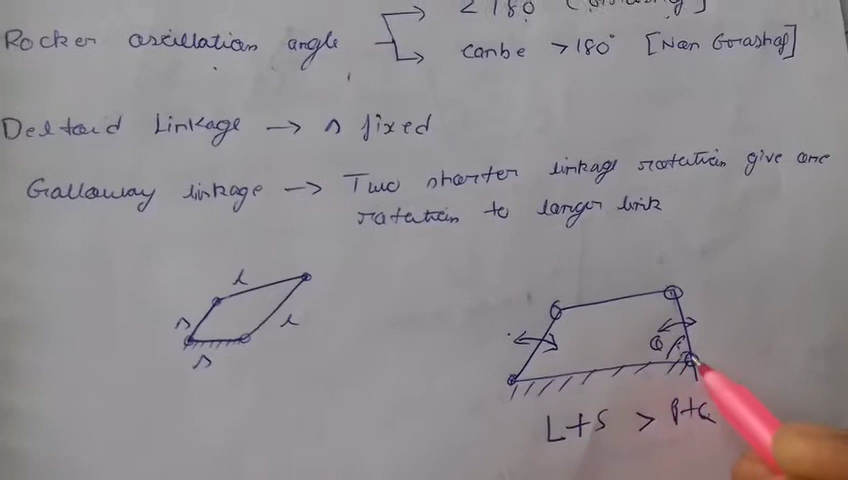 < 180
Rocker oscillation angle
canbe > 180° [Non Grashof]
Deltoid Linkage → s fixed
Galloway linkage → Two shorter linkage rotation give one
rotation to longer link
l
s
l
s
θ
L+S > P+Q